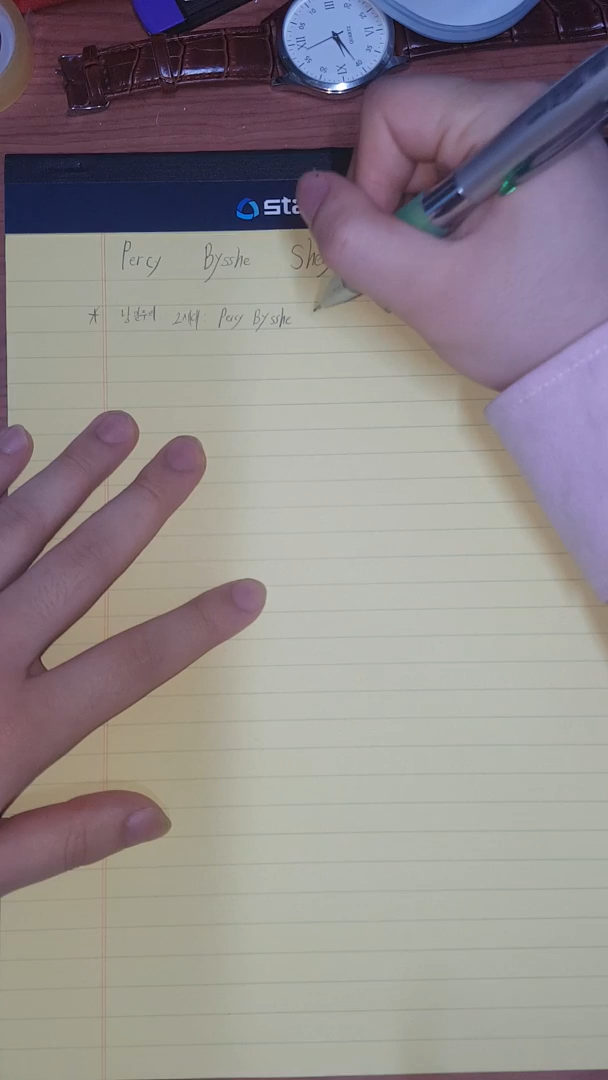 Sta
Percy Bysshe She
* 낭만주의 2세대: Percy Bysshe